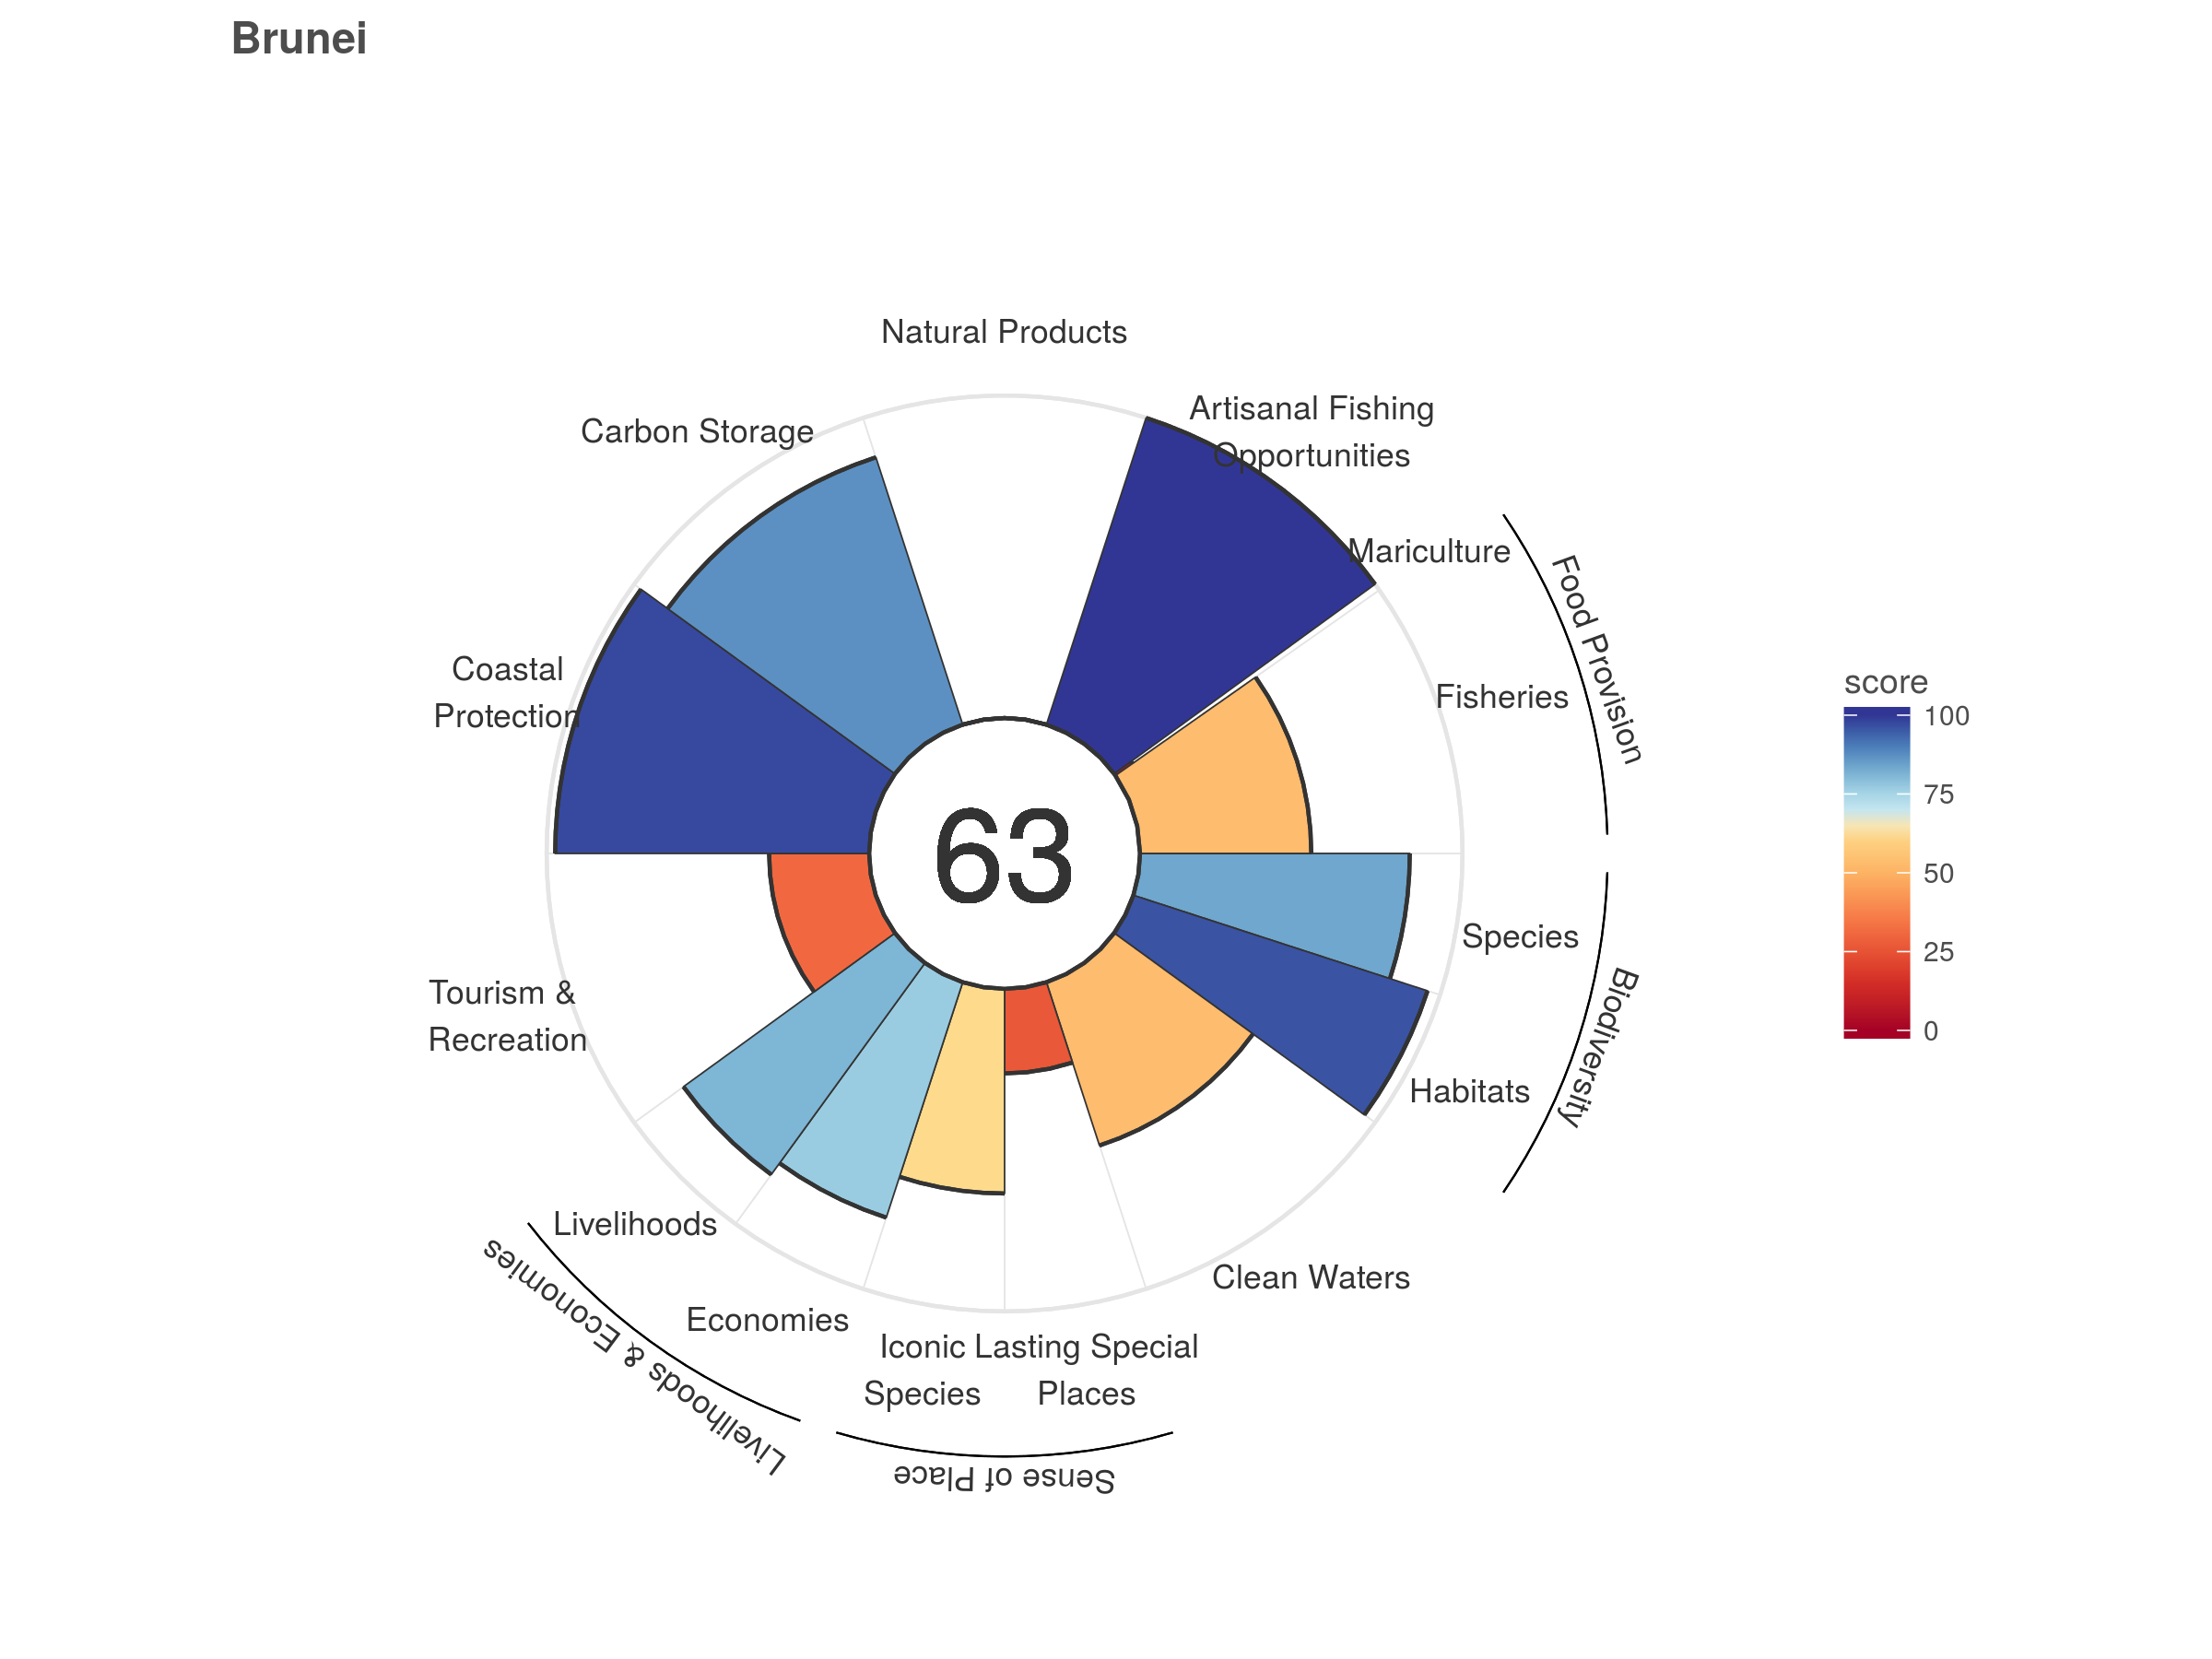 Brunei
Natural Products
Artisanal Fishing
Opportunities
Carbon Storage
Mariculture
Food Provision
Fisheries
Coastal
Protection
63
score
100
75
50
25
0
Species
Biodiversity
Habitats
Tourism &
Recreation
Livelihoods
Livelihoods & Economies
Economies
Clean Waters
Iconic
Species
Lasting Special
Places
Sense of Place